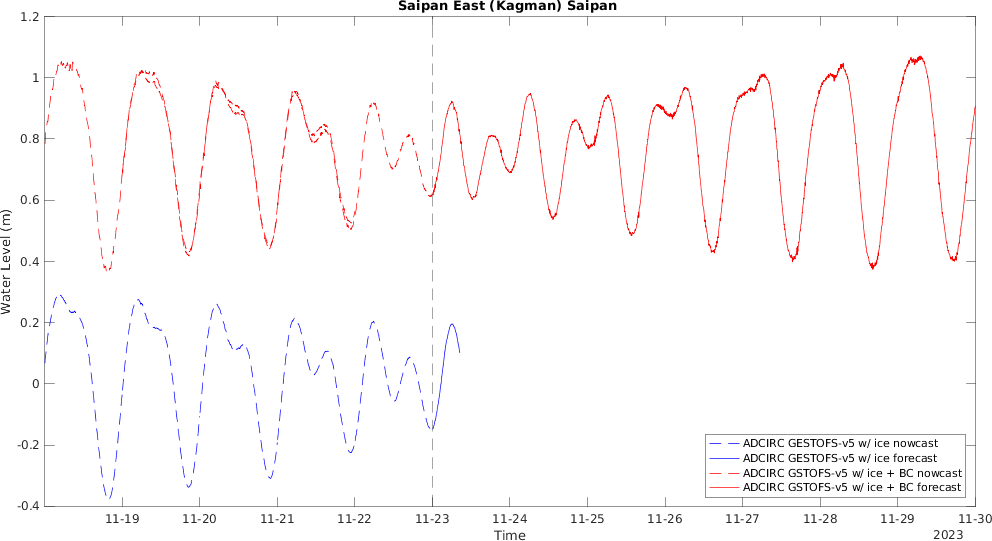 Saipan East (Kagman) Saipan
1.2
1
0.8
0.6
0.4
0.2
0
-0.2
-0.4
Water Level (m)
11-19 11-20 11-21 11-22 11-23 11-24 11-25 11-26 11-27 11-28 11-29 11-30
Time
2023
ADCIRC GESTOFS-v5 w/ ice nowcast
ADCIRC GESTOFS-v5 w/ ice forecast
ADCIRC GSTOFS-v5 w/ ice + BC nowcast
ADCIRC GSTOFS-v5 w/ ice + BC forecast